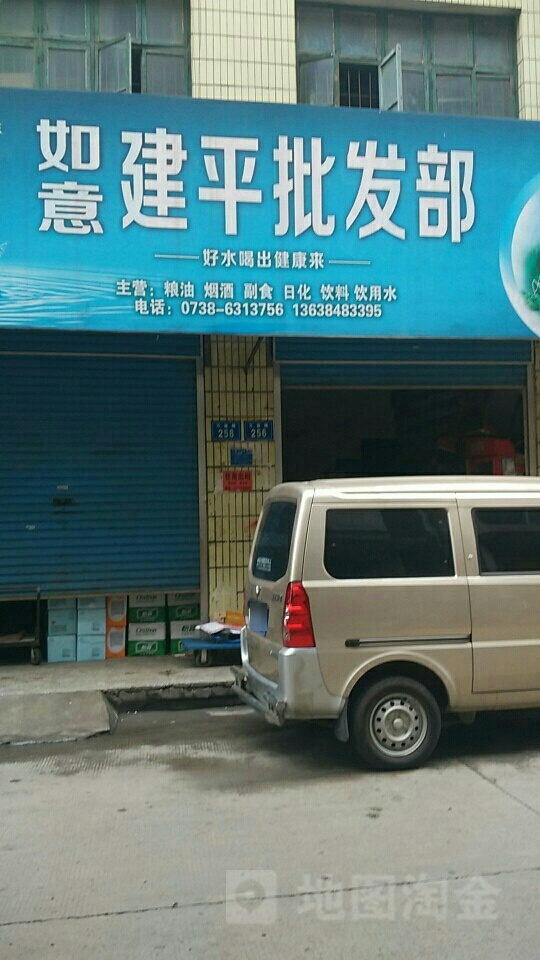 如意 建平批发部
好水喝出健康来
主营：粮油 烟酒 副食 日化 饮料 饮用水
电话：0738-6313756 13638483395
258
256
地图淘金